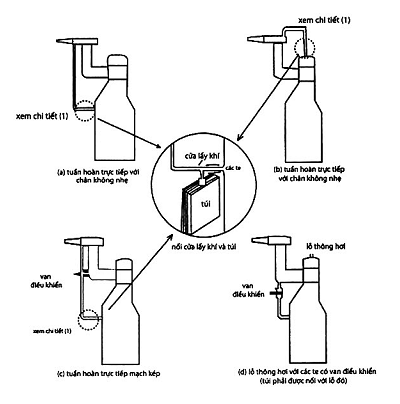 xem chi tiết (1)
xem chi tiết (1)
(a) tuần hoàn trực tiếp với
chân không nhẹ
(b) tuần hoàn trực tiếp
với chân không nhẹ
cửa lấy khí
các te
túi
nối cửa lấy khí và túi
lỗ thông hơi
van
điều khiển
van
điều khiển
xem chi tiết (1)
(c) tuần hoàn trực tiếp mạch kép
(d) lỗ thông hơi với các te có van điều khiển
(túi phải được nối với lỗ đó)